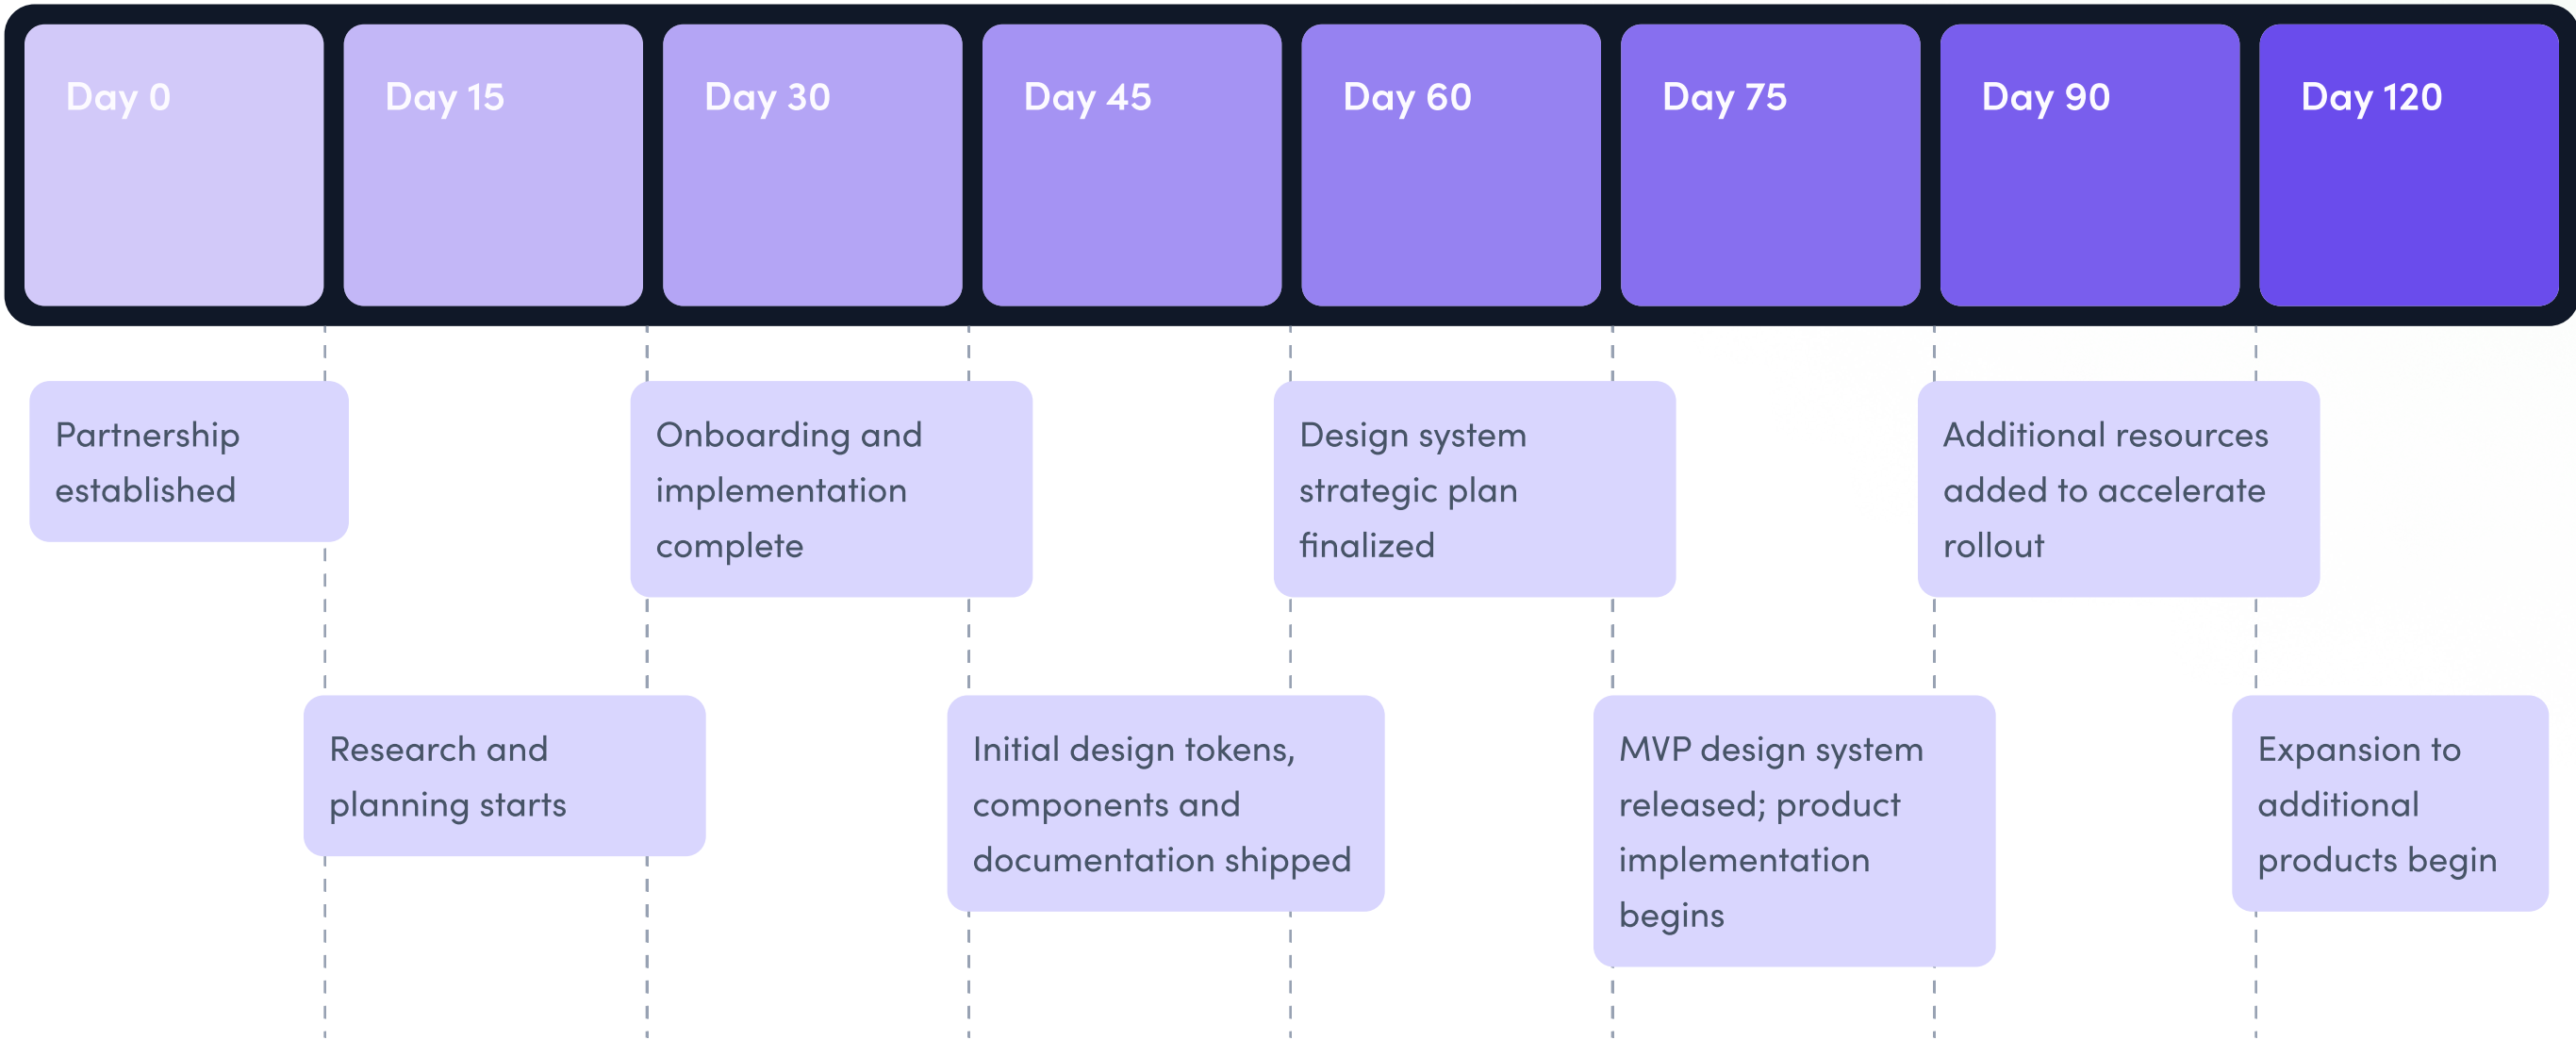 Day 0
Day 15
Day 30
Day 45
Day 60
Day 75
Day 90
Day 120
Partnership
established
Onboarding and
implementation
complete
Design system
strategic plan
finalized
Additional resources
added to accelerate
rollout
Research and
planning starts
Initial design tokens,
components and
documentation shipped
MVP design system
released; product
implementation
begins
Expansion to
additional
products begin